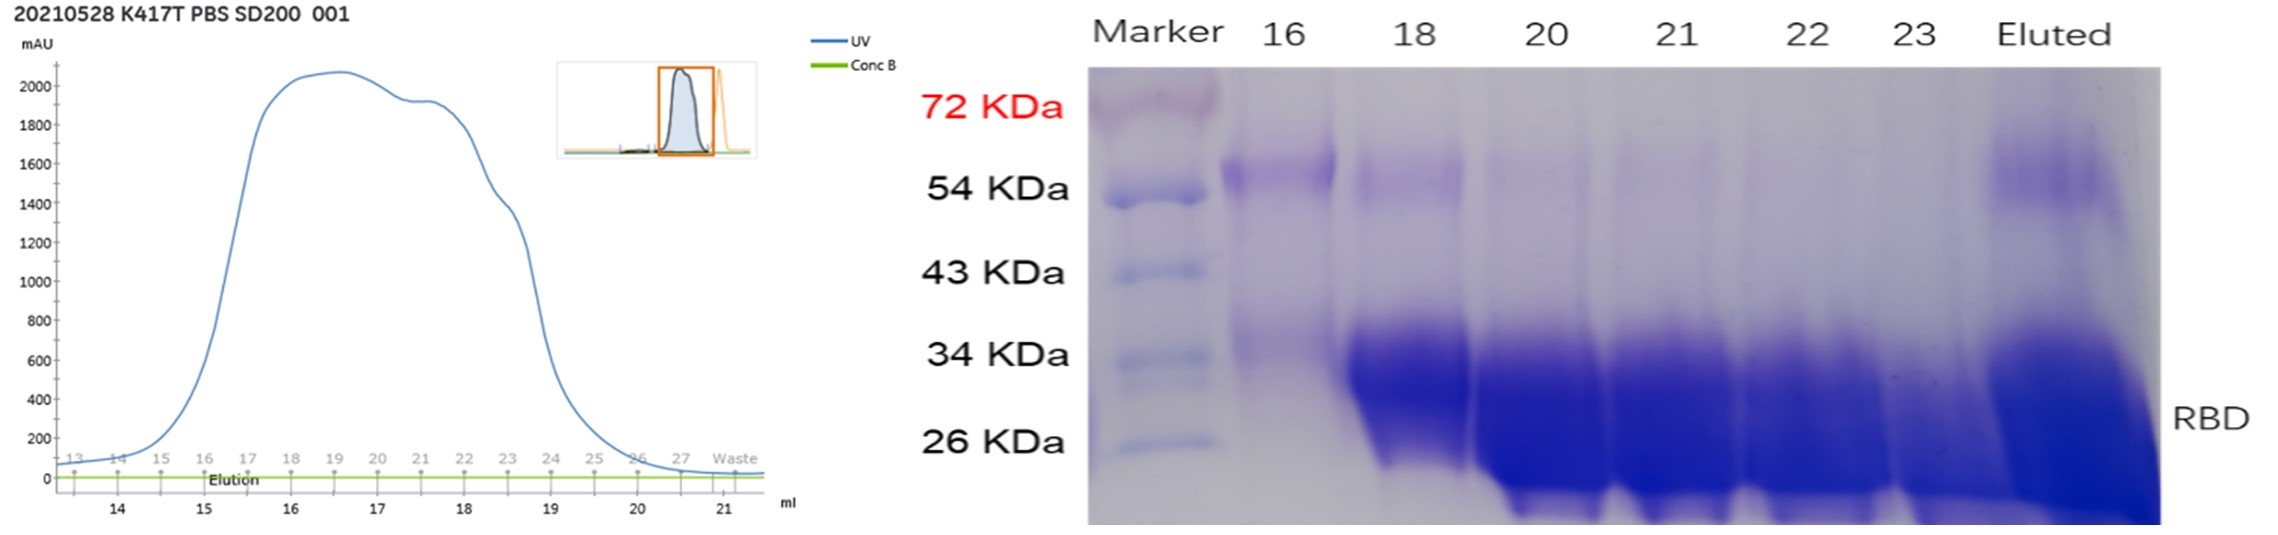 20210528 K417T PBS SD200 001
mAU
UV
Conc B
2000
1800
1600
1400
1200
1000
800
600
400
200
0
13 14 15 16 17 18 19 20 21 22 23 24 25 26 27 Waste
Elution
14 15 16 17 18 19 20 21 ml
Marker 16 18 20 21 22 23 Eluted
72 KDa
54 KDa
43 KDa
34 KDa
26 KDa
RBD